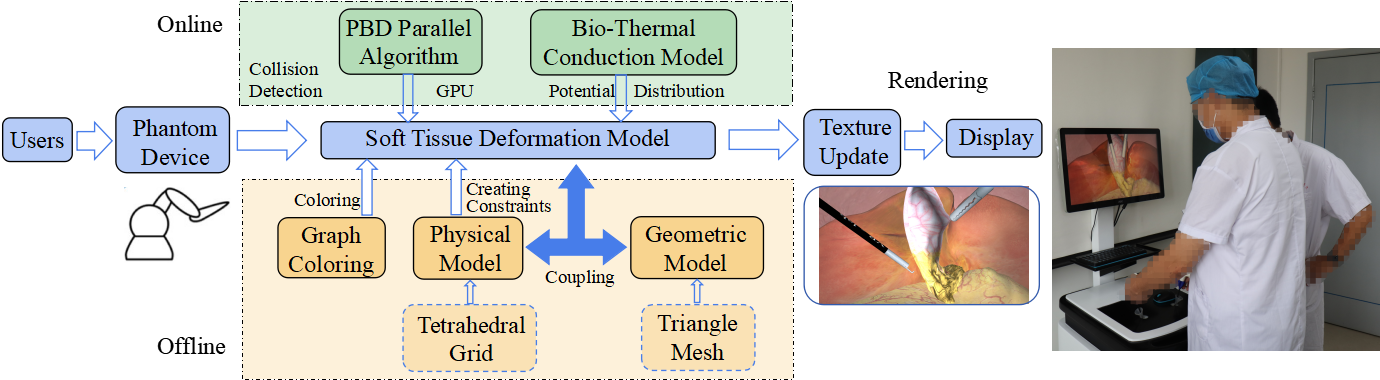 Online
PBD Parallel
Algorithm
Bio-Thermal
Conduction Model
Collision
Detection
GPU
Potential
Distribution
Rendering
Users
Phantom
Device
Soft Tissue Deformation Model
Texture
Update
Display
Coloring
Creating
Constraints
Graph
Coloring
Physical
Model
Geometric
Model
Coupling
Tetrahedral
Grid
Triangle
Mesh
Offline